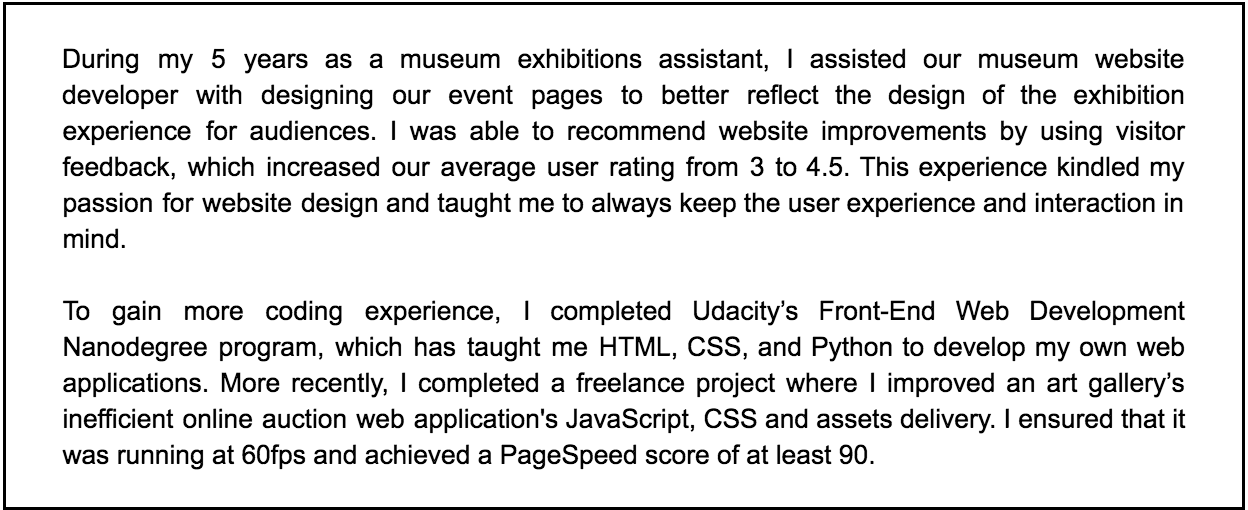 During my 5 years as a museum exhibitions assistant, I assisted our museum website
developer with designing our event pages to better reflect the design of the exhibition
experience for audiences. I was able to recommend website improvements by using visitor
feedback, which increased our average user rating from 3 to 4.5. This experience kindled my
passion for website design and taught me to always keep the user experience and interaction in
mind.
To gain more coding experience, I completed Udacity’s Front-End Web Development
Nanodegree program, which has taught me HTML, CSS, and Python to develop my own web
applications. More recently, I completed a freelance project where I improved an art gallery’s
inefficient online auction web application's JavaScript, CSS and assets delivery. I ensured that it
was running at 60fps and achieved a PageSpeed score of at least 90.